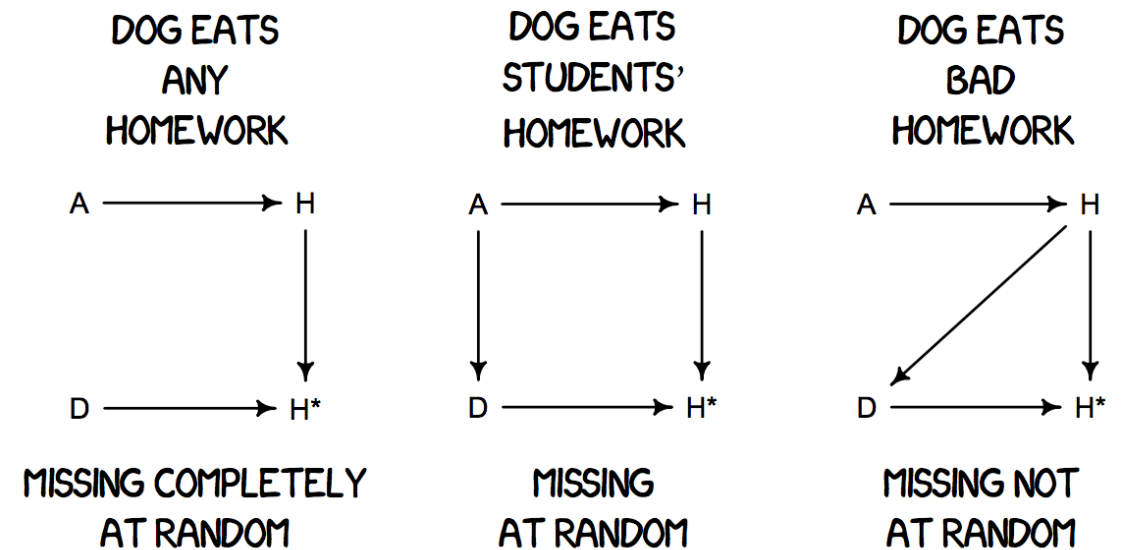 DOG EATS
ANY
HOMEWORK
A H
D H*
MISSING COMPLETELY
AT RANDOM
DOG EATS
STUDENTS'
HOMEWORK
A H
D H*
MISSING
AT RANDOM
DOG EATS
BAD
HOMEWORK
A H
D H*
MISSING NOT
AT RANDOM